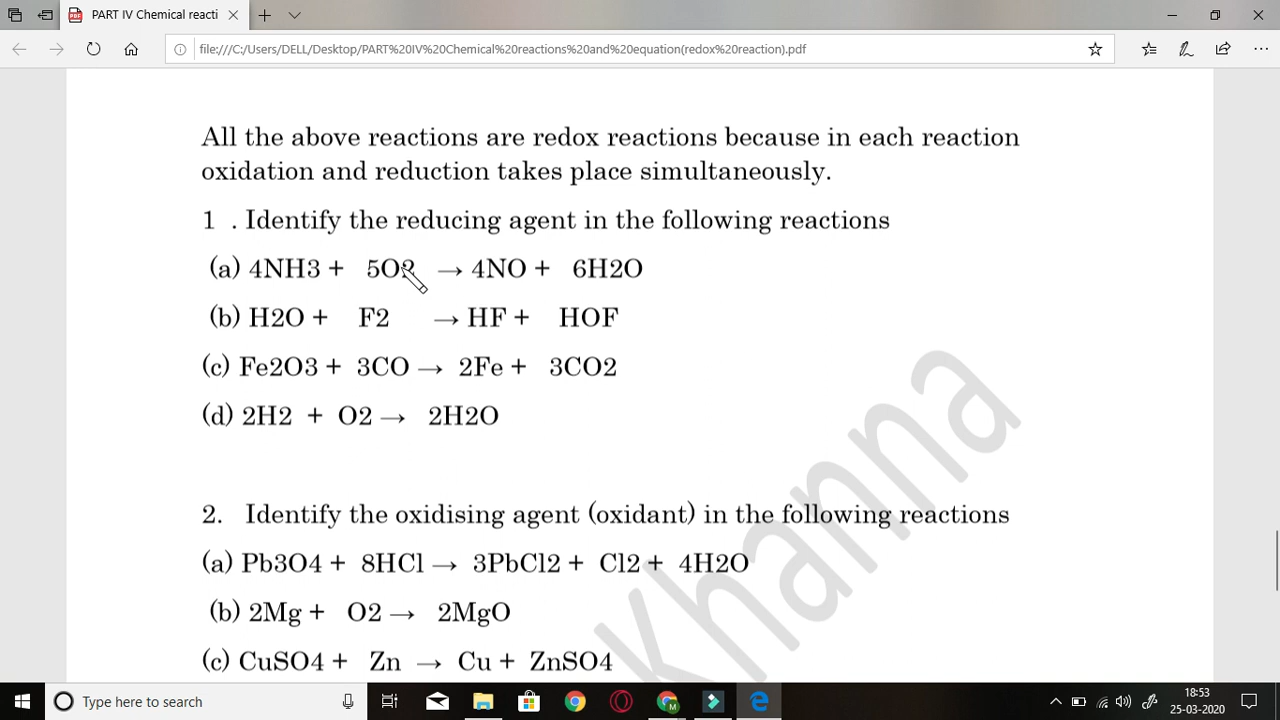 PART IV Chemical reacti
file:///C:/Users/DELL/Desktop/PART%20IV%20Chemical%20reactions%20and%20equation(redox%20reaction).pdf
All the above reactions are redox reactions because in each reaction
oxidation and reduction takes place simultaneously.
1 . Identify the reducing agent in the following reactions
(a) 4NH3 + 5O2 → 4NO + 6H2O
(b) H2O + F2 → HF + HOF
(c) Fe2O3 + 3CO → 2Fe + 3CO2
(d) 2H2 + O2 → 2H2O
2. Identify the oxidising agent (oxidant) in the following reactions
(a) Pb3O4 + 8HCl → 3PbCl2 + Cl2 + 4H2O
(b) 2Mg + O2 → 2MgO
(c) CuSO4 + Zn → Cu + ZnSO4
Khanna
Type here to search
18:53
25-03-2020